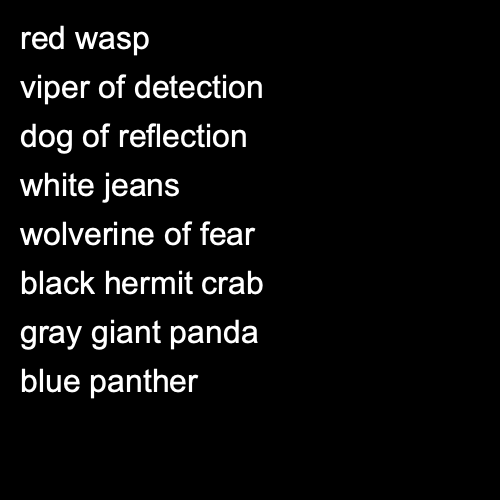 red wasp
viper of detection
dog of reflection
white jeans
wolverine of fear
black hermit crab
gray giant panda
blue panther